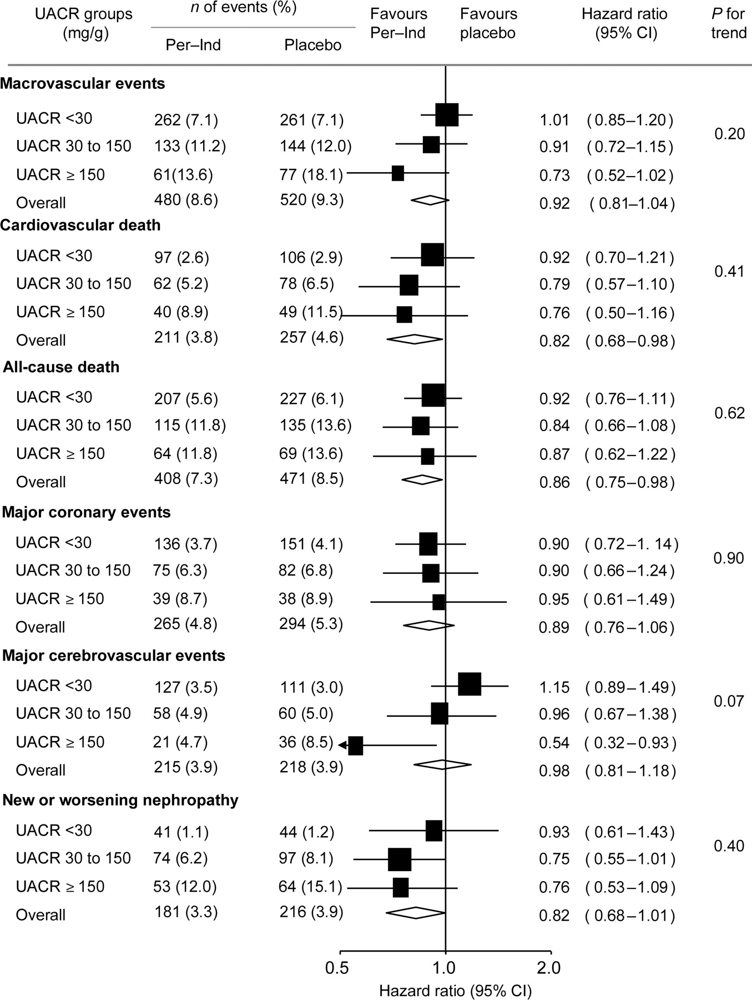 UACR groups (mg/g) n of events (%) Favours Per–Ind Favours placebo Hazard ratio (95% CI) P for trend
Per–Ind Placebo
Macrovascular events
UACR <30 262 (7.1) 261 (7.1) 1.01 (0.85–1.20)
0.20
UACR 30 to 150 133 (11.2) 144 (12.0) 0.91 (0.72–1.15)
UACR ≥ 150 61(13.6) 77 (18.1) 0.73 (0.52–1.02)
Overall 480 (8.6) 520 (9.3) 0.92 ( 0.81–1.04)
Cardiovascular death
UACR <30 97 (2.6) 106 (2.9) 0.92 ( 0.70–1.21)
0.41
UACR 30 to 150 62 (5.2) 78 (6.5) 0.79 ( 0.57–1.10)
UACR ≥ 150 40 (8.9) 49 (11.5) 0.76 ( 0.50–1.16)
Overall 211 (3.8) 257 (4.6) 0.82 ( 0.68–0.98)
All-cause death
UACR <30 207 (5.6) 227 (6.1) 0.92 ( 0.76–1.11)
0.62
UACR 30 to 150 115 (11.8) 135 (13.6) 0.84 ( 0.66–1.08)
UACR ≥ 150 64 (11.8) 69 (13.6) 0.87 ( 0.62–1.22)
Overall 408 (7.3) 471 (8.5) 0.86 ( 0.75–0.98)
Major coronary events
UACR <30 136 (3.7) 151 (4.1) 0.90 ( 0.72–1. 14)
0.90
UACR 30 to 150 75 (6.3) 82 (6.8) 0.90 ( 0.66–1.24)
UACR ≥ 150 39 (8.7) 38 (8.9) 0.95 ( 0.61–1.49)
Overall 265 (4.8) 294 (5.3) 0.89 ( 0.76–1.06)
Major cerebrovascular events
UACR <30 127 (3.5) 111 (3.0) 1.15 ( 0.89–1.49)
0.07
UACR 30 to 150 58 (4.9) 60 (5.0) 0.96 ( 0.67–1.38)
UACR ≥ 150 21 (4.7) 36 (8.5) 0.54 ( 0.32–0.93)
Overall 215 (3.9) 218 (3.9) 0.98 ( 0.81–1.18)
New or worsening nephropathy
UACR <30 41 (1.1) 44 (1.2) 0.93 ( 0.61–1.43)
0.40
UACR 30 to 150 74 (6.2) 97 (8.1) 0.75 ( 0.55–1.01)
UACR ≥ 150 53 (12.0) 64 (15.1) 0.76 ( 0.53–1.09)
Overall 181 (3.3) 216 (3.9) 0.82 ( 0.68–1.01)
0.5 1.0 2.0
Hazard ratio (95% CI)